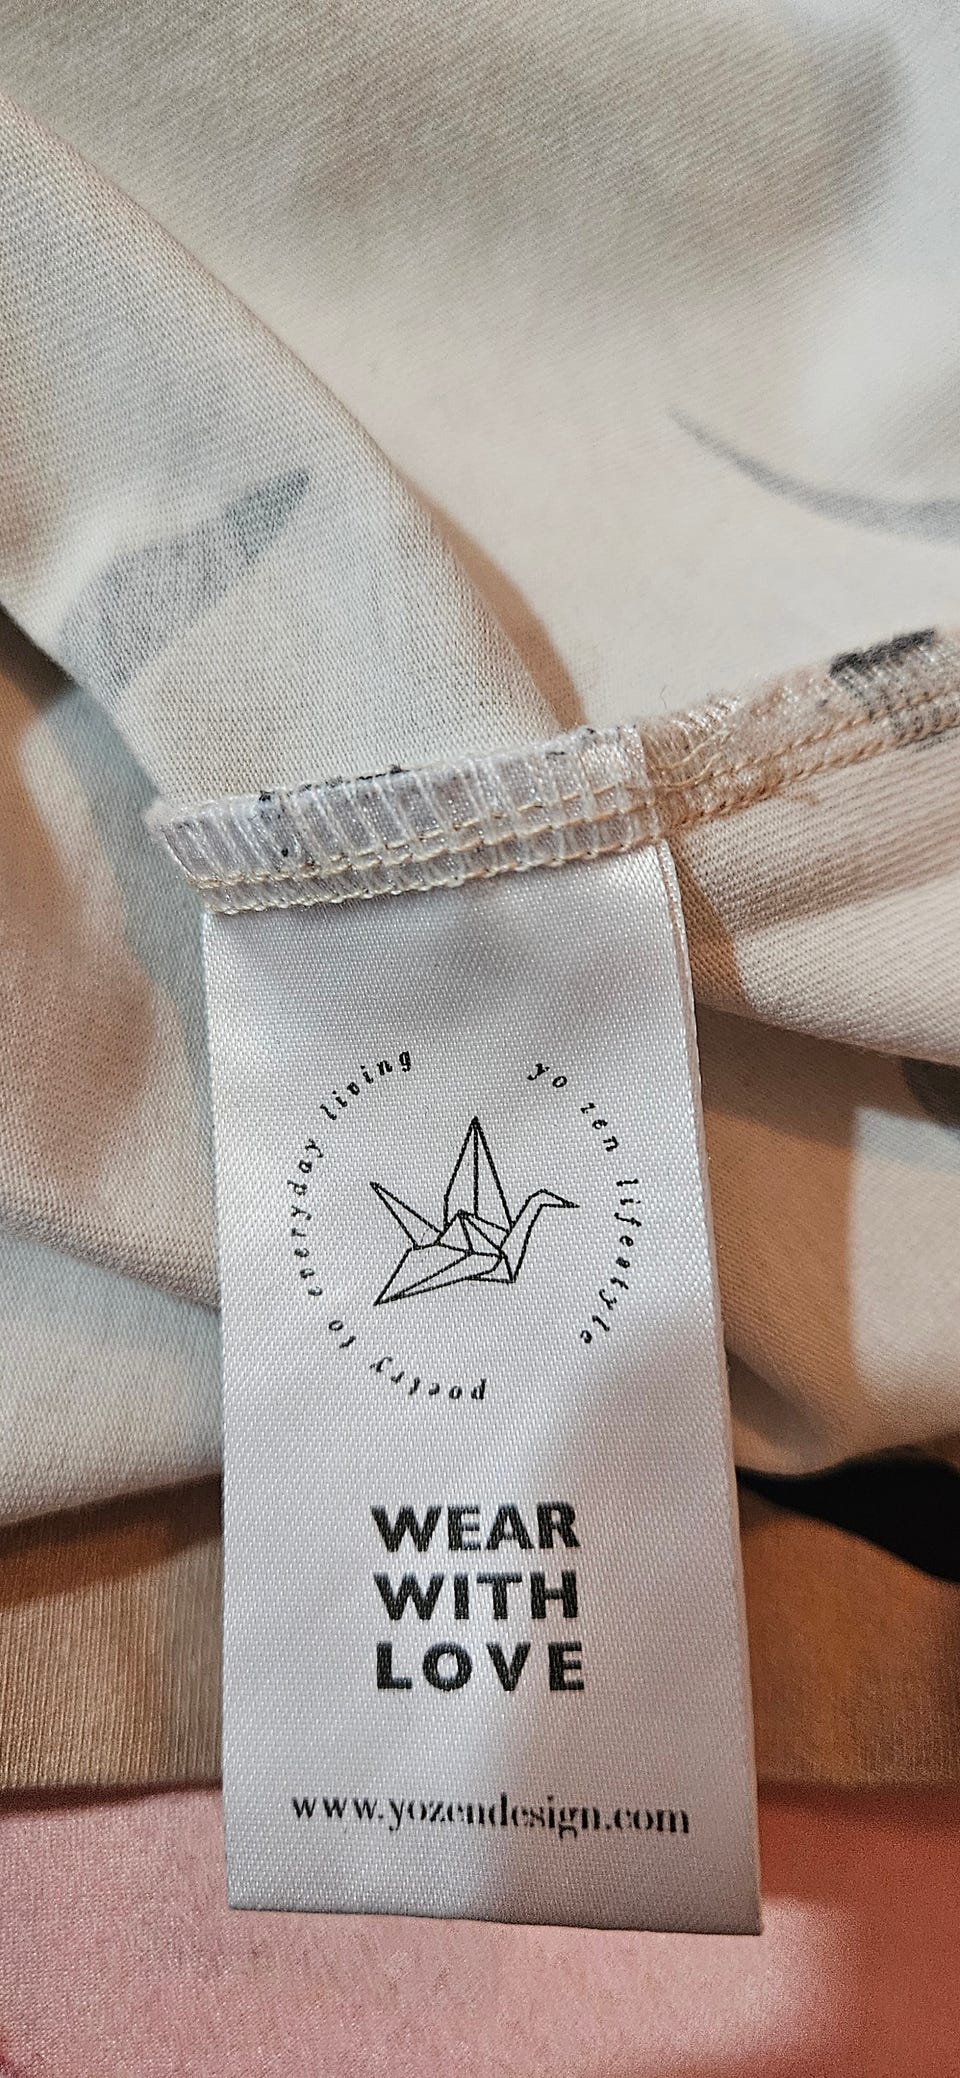 yo zen lifestyle
poetry to everyday living
WEAR
WITH
LOVE
www.yozendesign.com